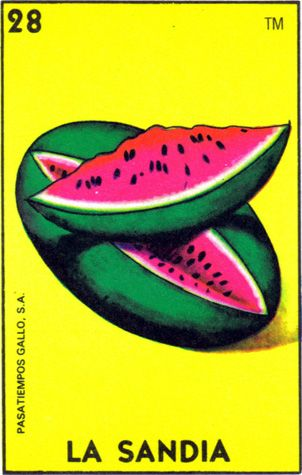 28
TM
PASATIEMPOS GALLO, S.A.
LA SANDIA